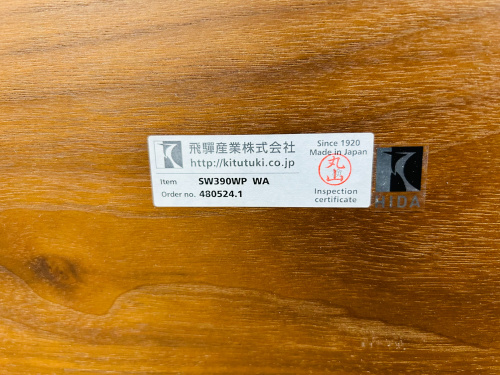 飛驒産業株式会社
http://kitutuki.co.jp
Item SW390WP WA
Order no. 480524.1
Since 1920
Made in Japan
丸山
Inspection
certificate
HIDA